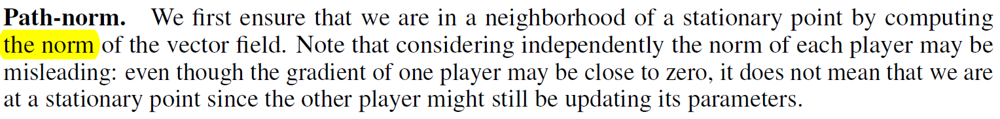 Path-norm. We first ensure that we are in a neighborhood of a stationary point by computing
the norm of the vector field. Note that considering independently the norm of each player may be
misleading: even though the gradient of one player may be close to zero, it does not mean that we are
at a stationary point since the other player might still be updating its parameters.